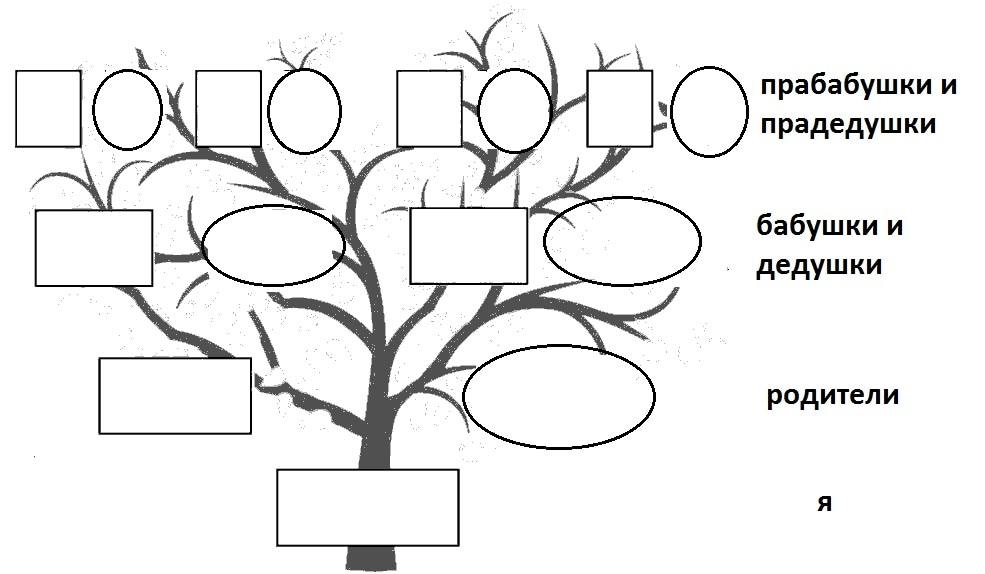 прабабушки и
прадедушки
бабушки и
дедушки
родители
я